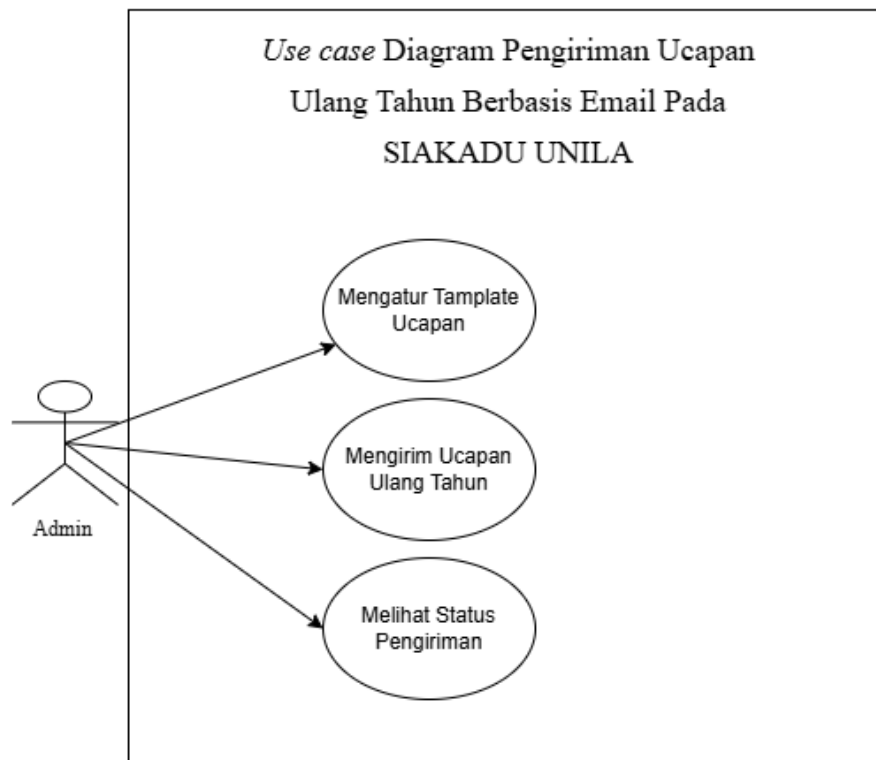 Use case Diagram Pengiriman Ucapan
Ulang Tahun Berbasis Email Pada
SIAKADU UNILA
Mengatur Tamplate
Ucapan
Mengirim Ucapan
Ulang Tahun
Admin
Melihat Status
Pengiriman